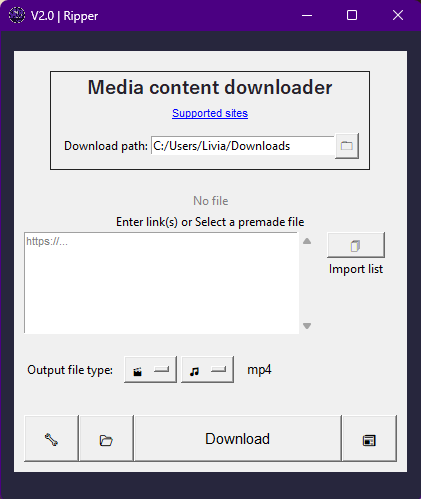 V2.0 | Ripper
Media content downloader
Supported sites
Download path: C:/Users/Livia/Downloads
No file
Enter link(s) or Select a premade file
https://...
Import list
Output file type: mp4
Download